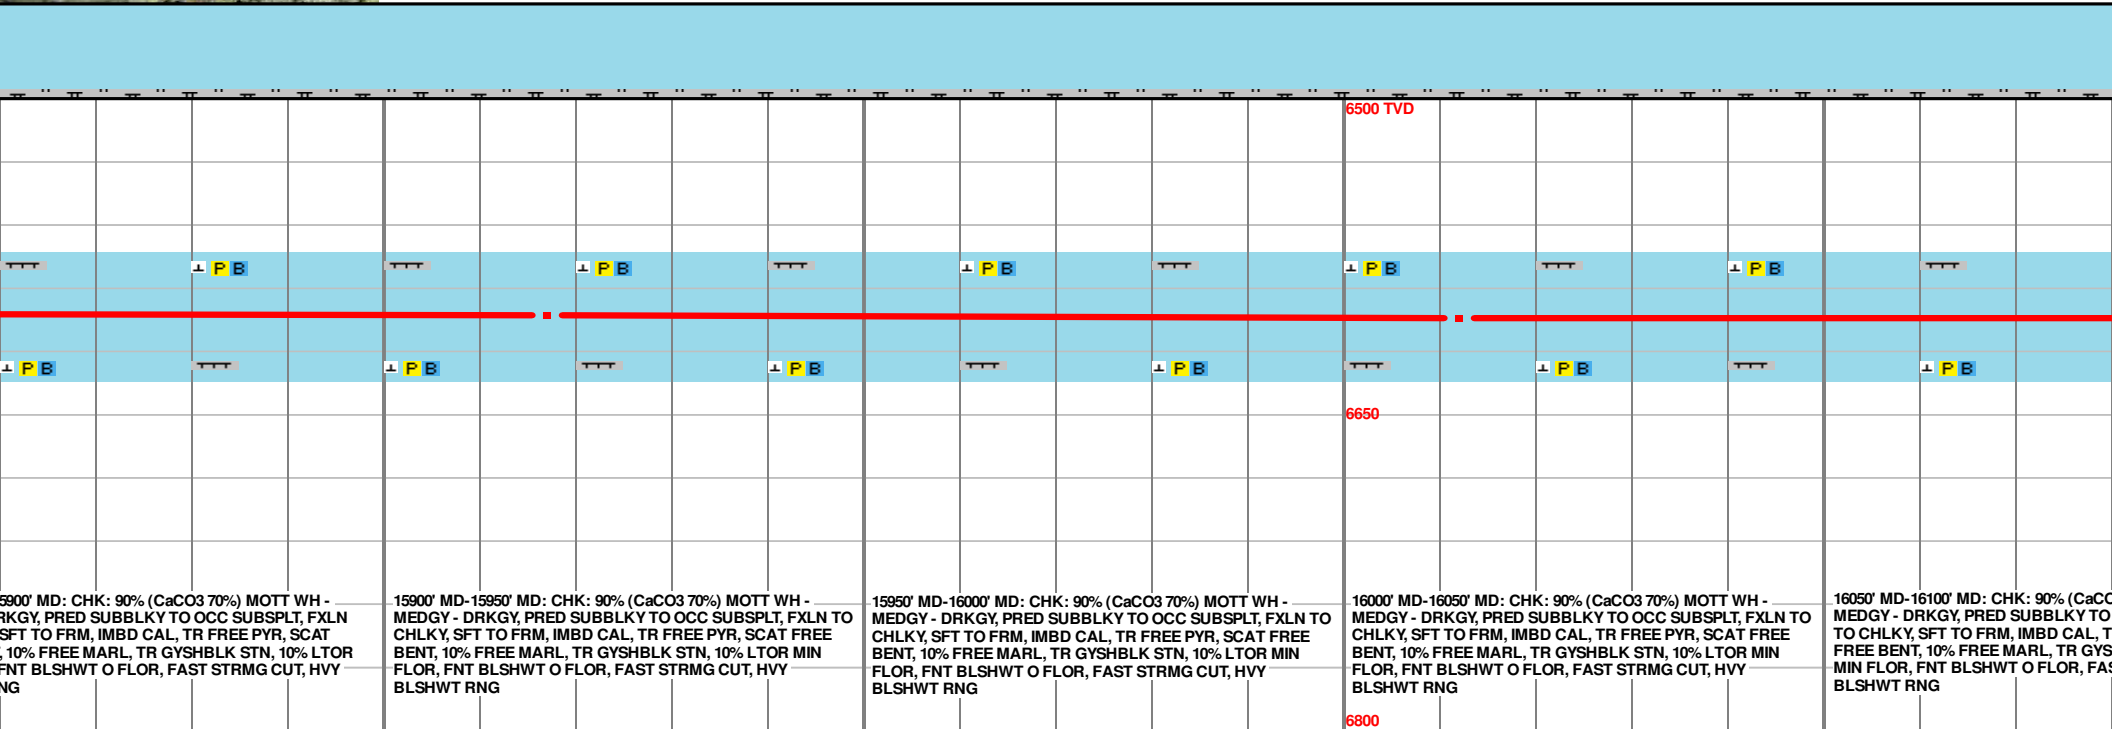 6500 TVD
P B
P B
P B
P B
P B
P B
P B
P B
P B
P B
P B
6650
5900' MD: CHK: 90% (CaCO3 70%) MOTT WH -
RKGY, PRED SUBBLKY TO OCC SUBSPLT, FXLN
SFT TO FRM, IMBD CAL, TR FREE PYR, SCAT
, 10% FREE MARL, TR GYSHBLK STN, 10% LTOR
FNT BLSHWT O FLOR, FAST STRMG CUT, HVY
NG
15900' MD-15950' MD: CHK: 90% (CaCO3 70%) MOTT WH -
MEDGY - DRKGY, PRED SUBBLKY TO OCC SUBSPLT, FXLN TO
CHLKY, SFT TO FRM, IMBD CAL, TR FREE PYR, SCAT FREE
BENT, 10% FREE MARL, TR GYSHBLK STN, 10% LTOR MIN
FLOR, FNT BLSHWT O FLOR, FAST STRMG CUT, HVY
BLSHWT RNG
15950' MD-16000' MD: CHK: 90% (CaCO3 70%) MOTT WH -
MEDGY - DRKGY, PRED SUBBLKY TO OCC SUBSPLT, FXLN TO
CHLKY, SFT TO FRM, IMBD CAL, TR FREE PYR, SCAT FREE
BENT, 10% FREE MARL, TR GYSHBLK STN, 10% LTOR MIN
FLOR, FNT BLSHWT O FLOR, FAST STRMG CUT, HVY
BLSHWT RNG
16000' MD-16050' MD: CHK: 90% (CaCO3 70%) MOTT WH -
MEDGY - DRKGY, PRED SUBBLKY TO OCC SUBSPLT, FXLN TO
CHLKY, SFT TO FRM, IMBD CAL, TR FREE PYR, SCAT FREE
BENT, 10% FREE MARL, TR GYSHBLK STN, 10% LTOR MIN
FLOR, FNT BLSHWT O FLOR, FAST STRMG CUT, HVY
BLSHWT RNG
16050' MD-16100' MD: CHK: 90% (CaCO
MEDGY - DRKGY, PRED SUBBLKY TO
TO CHLKY, SFT TO FRM, IMBD CAL, T
FREE BENT, 10% FREE MARL, TR GYS
MIN FLOR, FNT BLSHWT O FLOR, FAS
BLSHWT RNG
6800